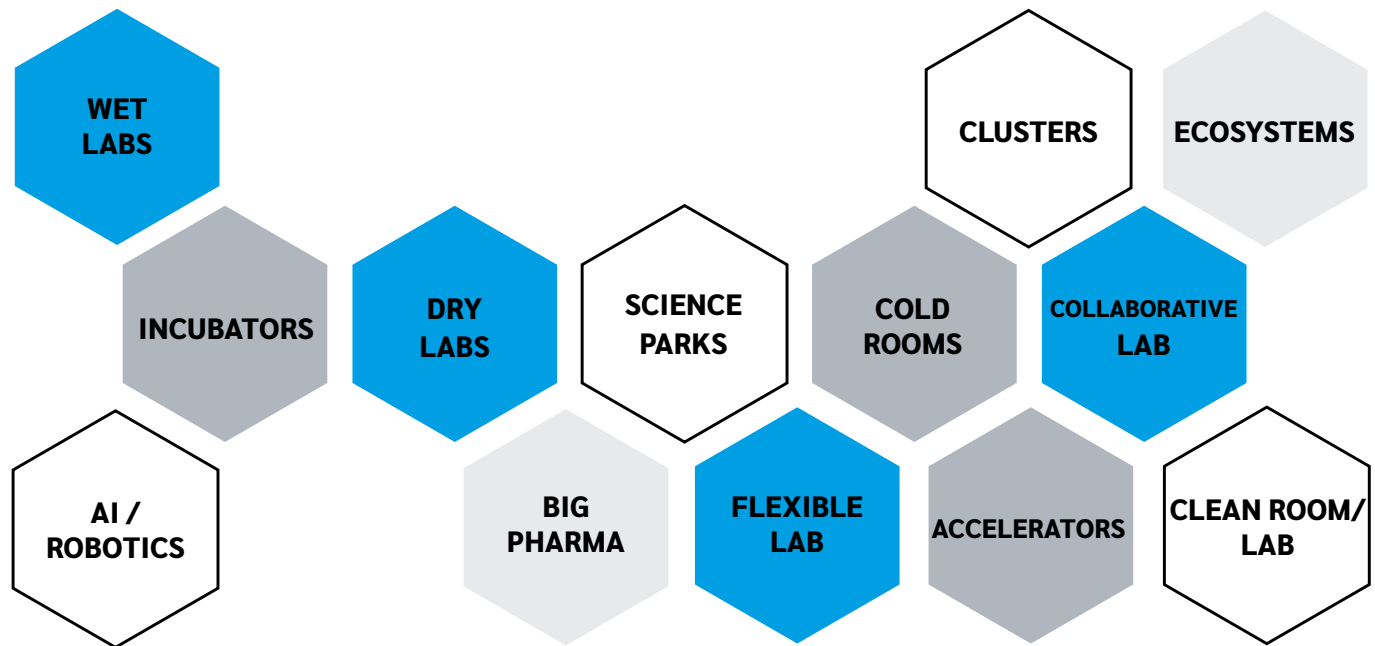 WET
LABS
CLUSTERS
ECOSYSTEMS
INCUBATORS
DRY
LABS
SCIENCE
PARKS
COLD
ROOMS
COLLABORATIVE
LAB
AI /
ROBOTICS
BIG
PHARMA
FLEXIBLE
LAB
ACCELERATORS
CLEAN ROOM/
LAB